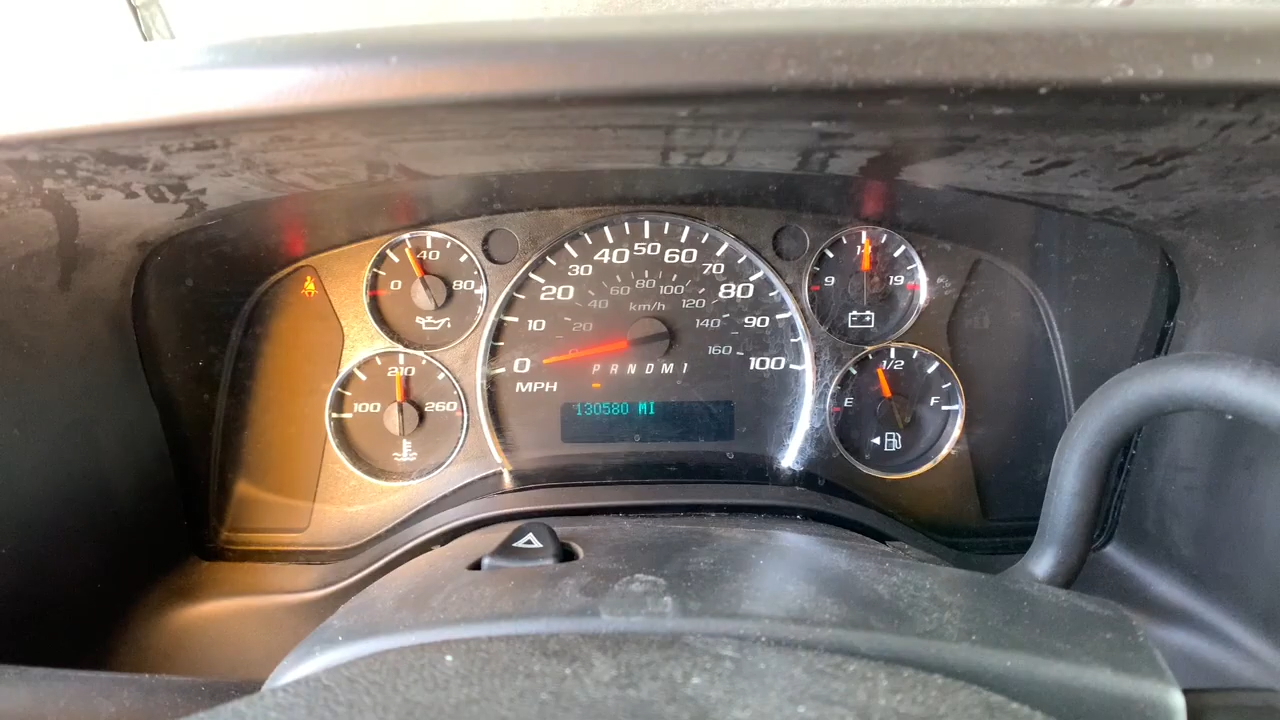 0 40 80
100 210 260
0 10 20 30 40 50 60 70 80 90 100
20 40 60 80 100 120 140 160
km/h
MPH
PRNDM1
130580 MI
9 14 19
E 1/2 F